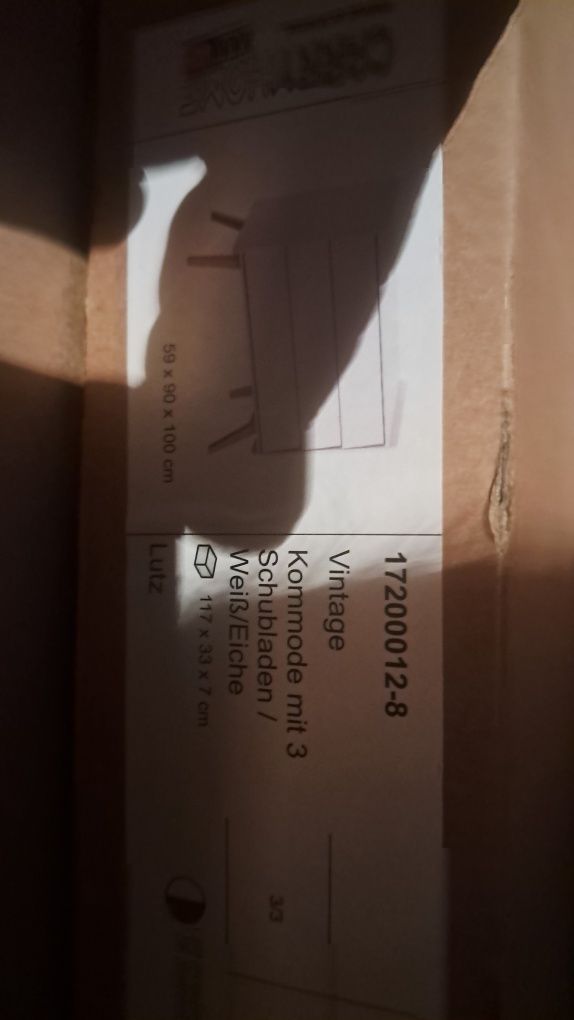 59 x 90 x 100 cm
17200012-8
Vintage
Kommode mit 3
Schubladen /
Weiß/Eiche
117 x 33 x 7 cm
Lutz
3/3